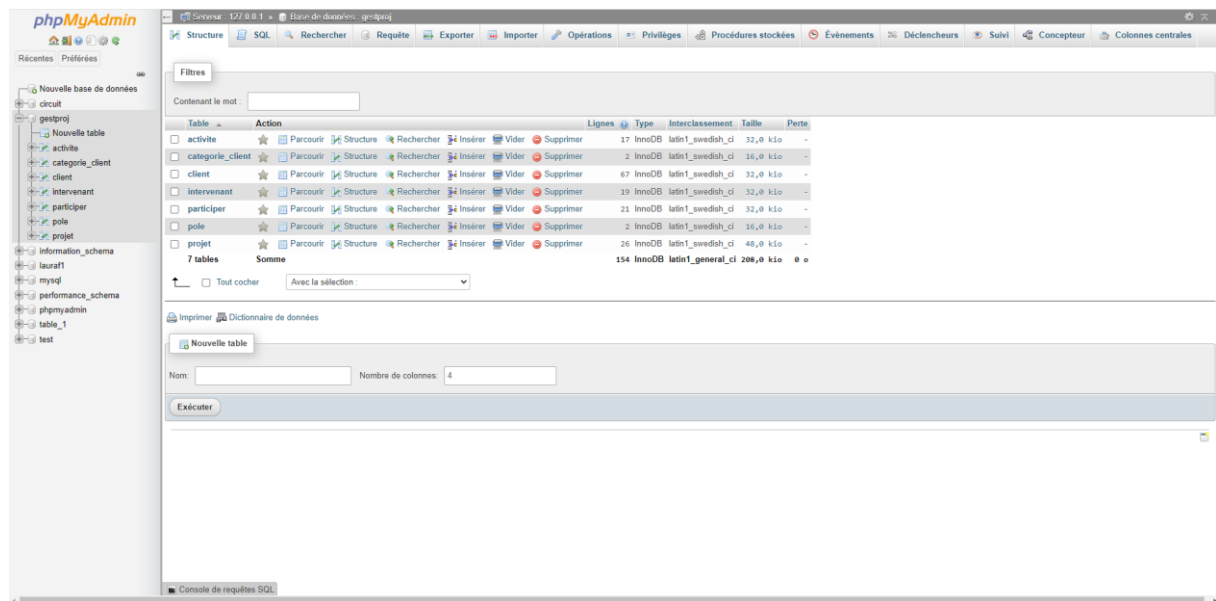 phpMyAdmin
Récentes Préférées
Nouvelle base de données
circuit
gestproj
Nouvelle table
activite
categorie_client
client
intervenant
participer
pole
projet
information_schema
lauraf1
mysql
performance_schema
phpmyadmin
table_1
test
Serveur : 127.0.0.1 » Base de données : gestproj
Structure SQL Rechercher Requête Exporter Importer Opérations Privilèges Procédures stockées Évènements Déclencheurs Suivi Concepteur Colonnes centrales
Filtres
Contenant le mot :
Table Action Lignes Type Interclassement Taille Perte
activite Parcourir Structure Rechercher Insérer Vider Supprimer 17 InnoDB latin1_swedish_ci 32,0 kio -
categorie_client Parcourir Structure Rechercher Insérer Vider Supprimer 2 InnoDB latin1_swedish_ci 16,0 kio -
client Parcourir Structure Rechercher Insérer Vider Supprimer 67 InnoDB latin1_swedish_ci 32,0 kio -
intervenant Parcourir Structure Rechercher Insérer Vider Supprimer 19 InnoDB latin1_swedish_ci 32,0 kio -
participer Parcourir Structure Rechercher Insérer Vider Supprimer 21 InnoDB latin1_swedish_ci 32,0 kio -
pole Parcourir Structure Rechercher Insérer Vider Supprimer 2 InnoDB latin1_swedish_ci 16,0 kio -
projet Parcourir Structure Rechercher Insérer Vider Supprimer 26 InnoDB latin1_swedish_ci 48,0 kio -
7 tables Somme 154 InnoDB latin1_general_ci 208,0 kio 0 o
Tout cocher Avec la sélection :
Imprimer Dictionnaire de données
Nouvelle table
Nom: Nombre de colonnes: 4
Exécuter
Console de requêtes SQL